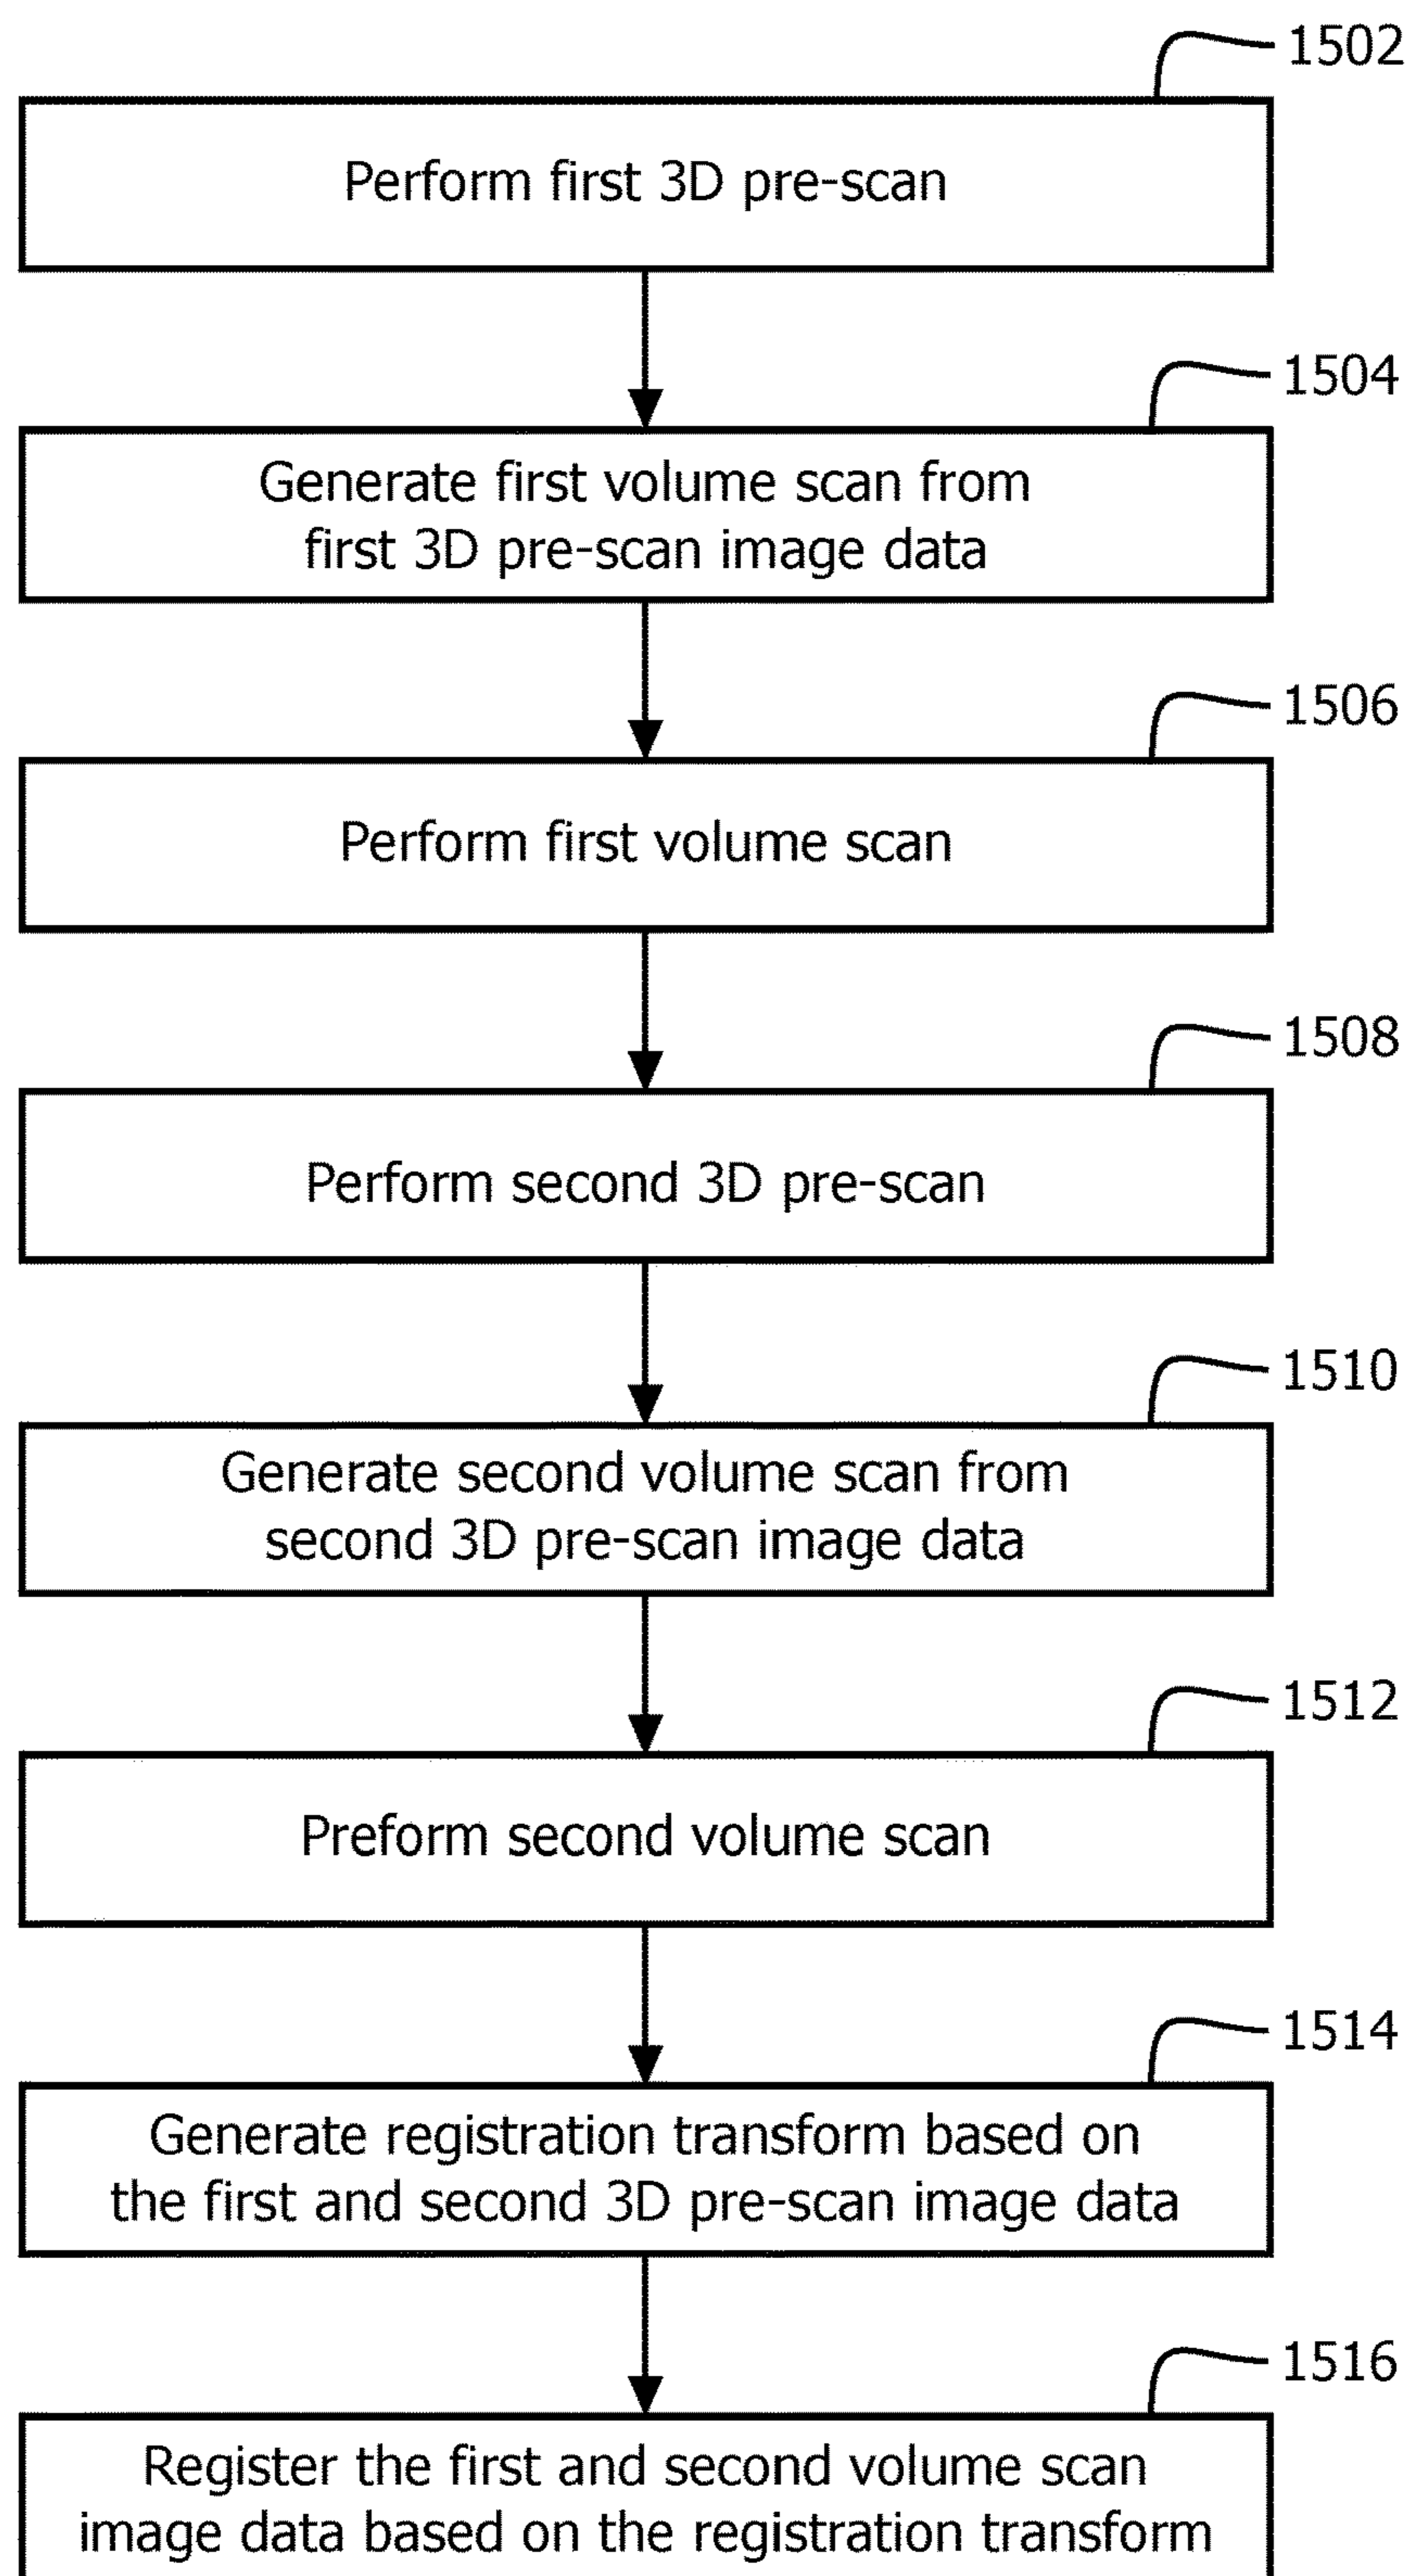 1502
Perform first 3D pre-scan
1504
Generate first volume scan from
first 3D pre-scan image data
1506
Perform first volume scan
1508
Perform second 3D pre-scan
1510
Generate second volume scan from
second 3D pre-scan image data
1512
Preform second volume scan
1514
Generate registration transform based on
the first and second 3D pre-scan image data
1516
Register the first and second volume scan
image data based on the registration transform